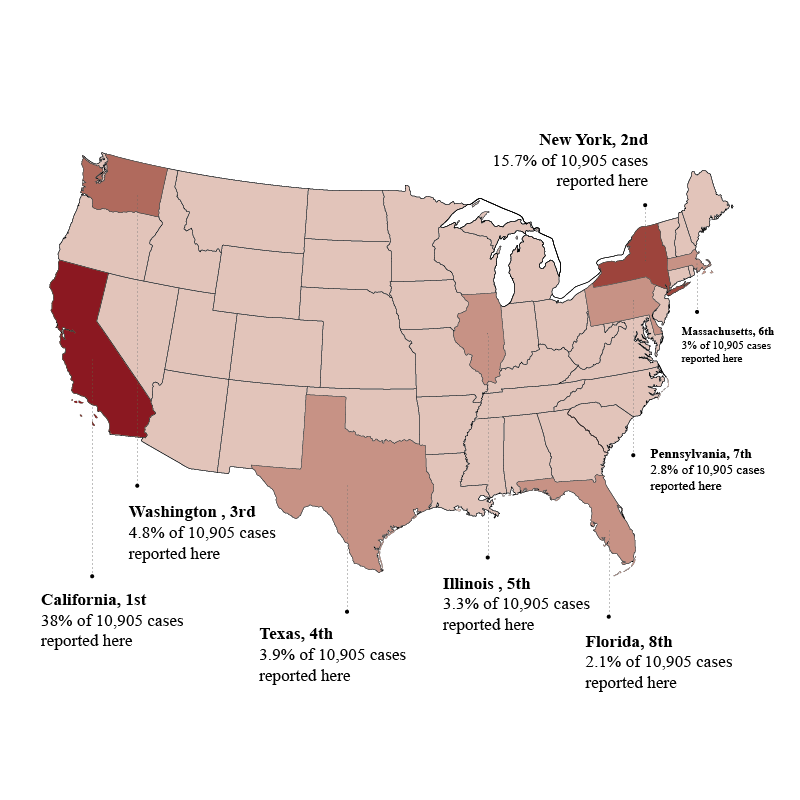 New York, 2nd
15.7% of 10,905 cases
reported here
Massachusetts, 6th
3% of 10,905 cases
reported here
Pennsylvania, 7th
2.8% of 10,905 cases
reported here
Washington , 3rd
4.8% of 10,905 cases
reported here
Illinois , 5th
3.3% of 10,905 cases
reported here
California, 1st
38% of 10,905 cases
reported here
Texas, 4th
3.9% of 10,905 cases
reported here
Florida, 8th
2.1% of 10,905 cases
reported here